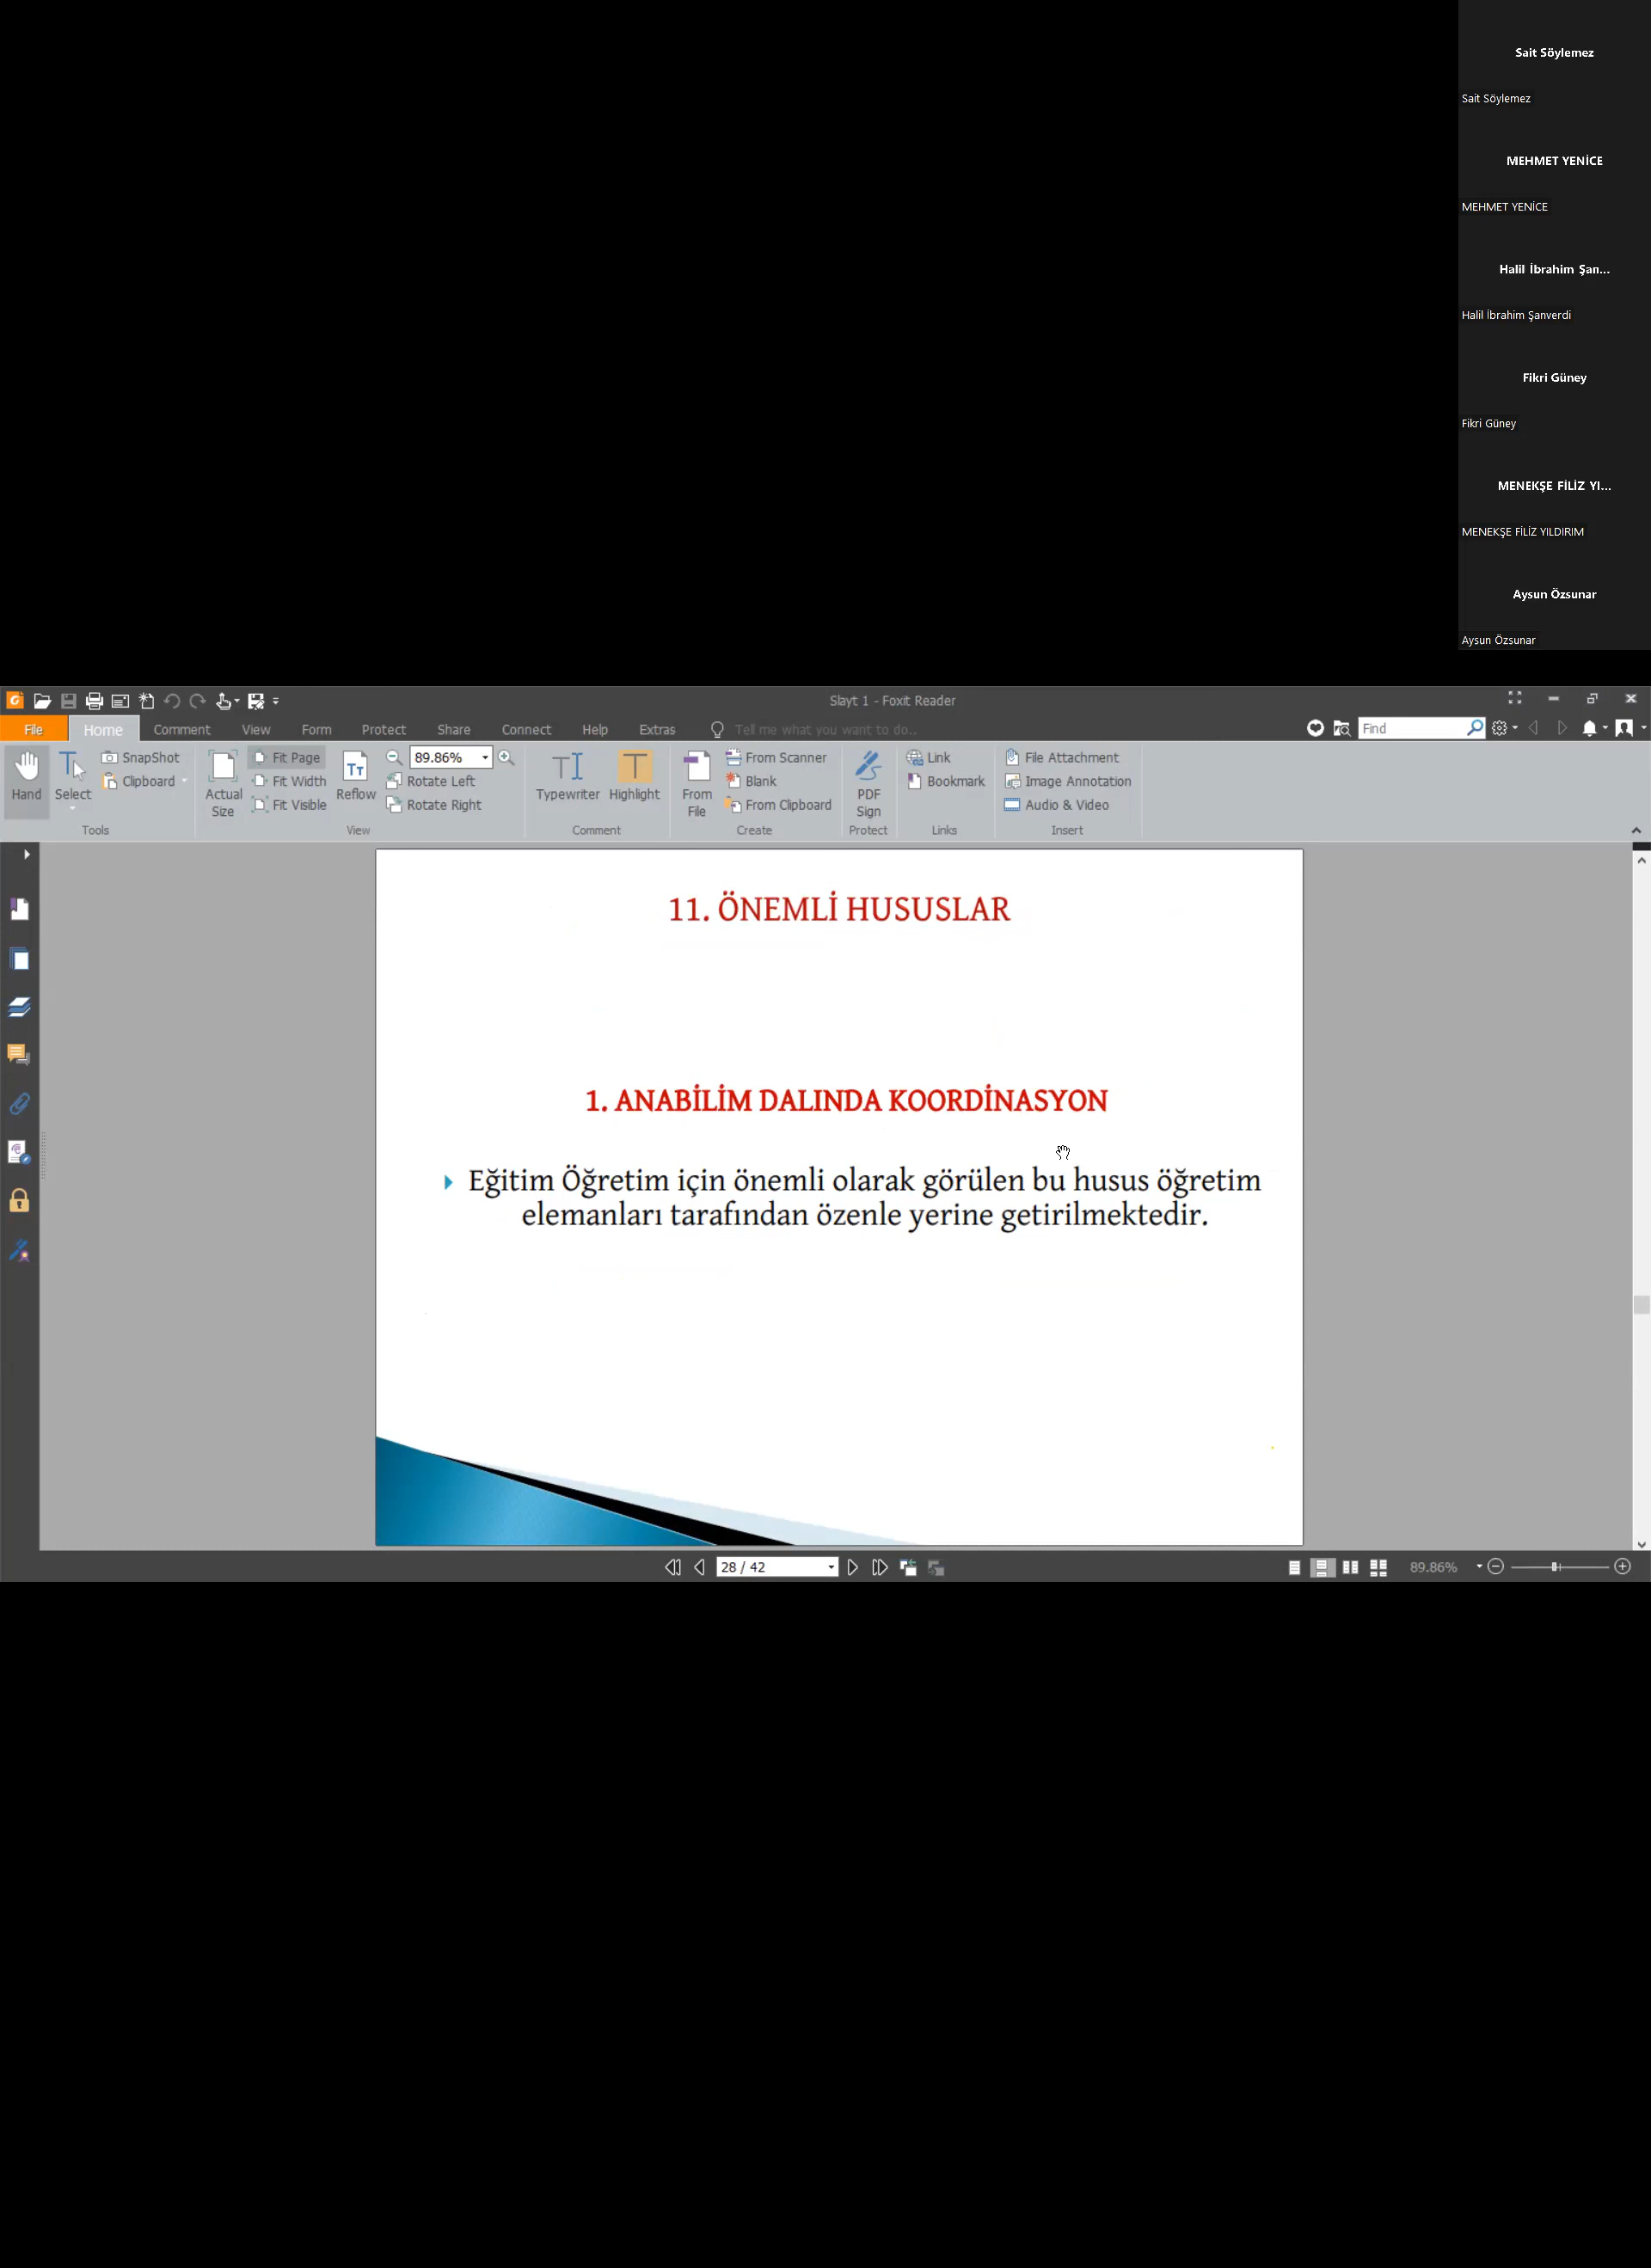 Sait Söylemez
Sait Söylemez
MEHMET YENİCE
MEHMET YENİCE
Halil İbrahim Şan...
Halil İbrahim Şanverdi
Fikri Güney
Fikri Güney
MENEKŞE FİLİZ YI...
MENEKŞE FİLİZ YILDIRIM
Aysun Özsunar
Aysun Özsunar
Slayt 1 - Foxit Reader
File Home Comment View Form Protect Share Connect Help Extras Tell me what you want to do.. Find
Hand
Select
SnapShot
Clipboard
Tools
Actual Size
Fit Page
Fit Width
Fit Visible
Reflow
89.86%
Rotate Left
Rotate Right
View
Typewriter
Highlight
Comment
From File
From Scanner
Blank
From Clipboard
Create
PDF Sign
Protect
Link
Bookmark
Links
File Attachment
Image Annotation
Audio & Video
Insert
11. ÖNEMLİ HUSUSLAR
1. ANABİLİM DALINDA KOORDİNASYON
Eğitim Öğretim için önemli olarak görülen bu husus öğretim
elemanları tarafından özenle yerine getirilmektedir.
28 / 42
89.86%